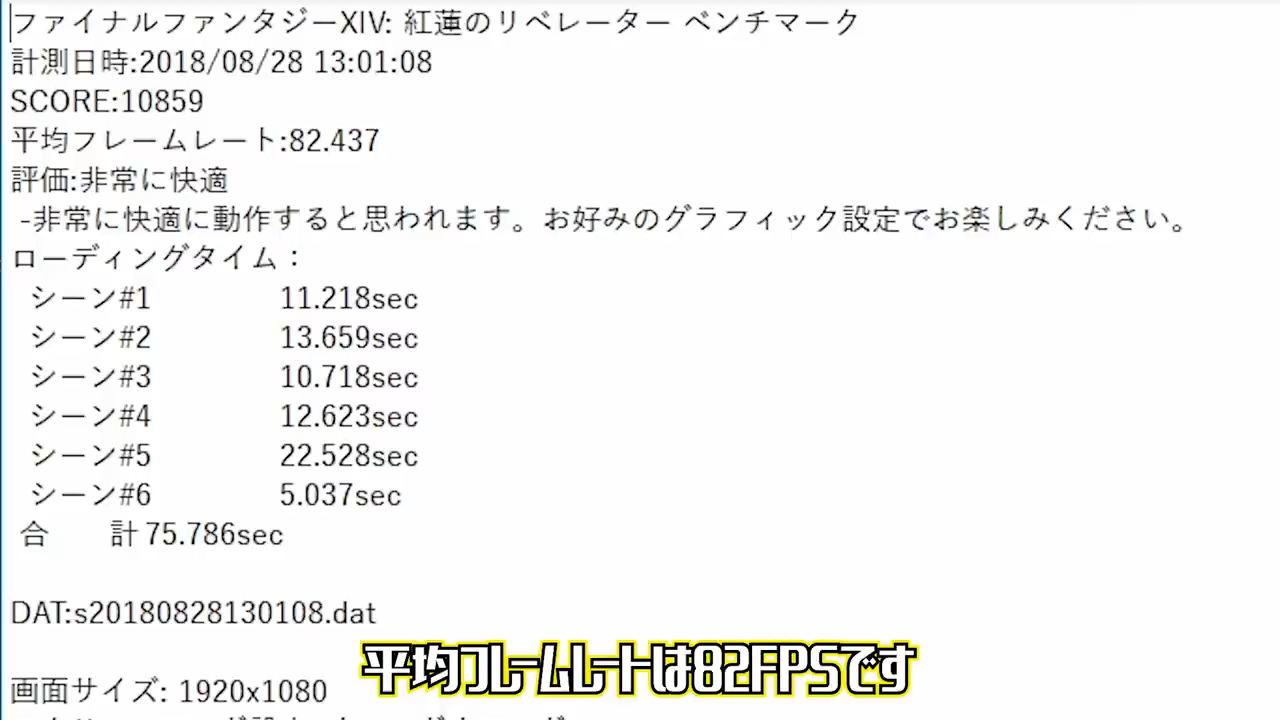 ファイナルファンタジーXIV: 紅蓮のリベレーター ベンチマーク
計測日時:2018/08/28 13:01:08
SCORE:10859
平均フレームレート:82.437
評価:非常に快適
-非常に快適に動作すると思われます。お好みのグラフィック設定でお楽しみください。
ローディングタイム：
シーン#1 11.218sec
シーン#2 13.659sec
シーン#3 10.718sec
シーン#4 12.623sec
シーン#5 22.528sec
シーン#6 5.037sec
合 計 75.786sec
DAT:s20180828130108.dat
平均フレームレートは82FPSです
画面サイズ: 1920x1080